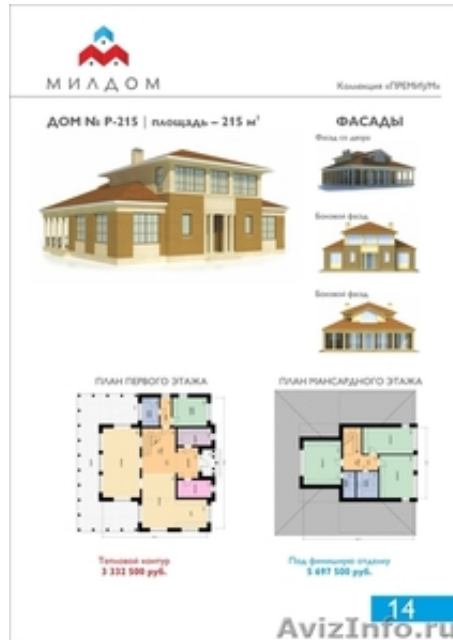 МИЛДОМ
Коллекция «ПРЕМИУМ»
ДОМ № Р-215 | площадь – 215 м²
ФАСАДЫ
Фасад со двора
Боковой фасад
Боковой фасад
ПЛАН ПЕРВОГО ЭТАЖА
ПЛАН МАНСАРДНОГО ЭТАЖА
Тепловой контур
3 332 500 руб.
Под финишную отделку
5 697 500 руб.
14
AvizInfo.ru